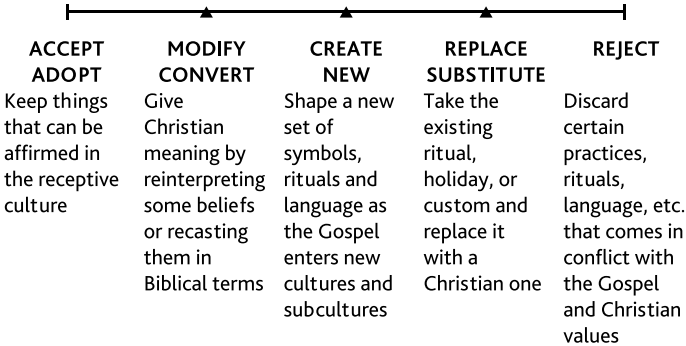 ACCEPT
ADOPT
Keep things
that can be
affirmed in
the receptive
culture
MODIFY
CONVERT
Give
Christian
meaning by
reinterpreting
some beliefs
or recasting
them in
Biblical terms
CREATE
NEW
Shape a new
set of
symbols,
rituals and
language as
the Gospel
enters new
cultures and
subcultures
REPLACE
SUBSTITUTE
Take the
existing
ritual,
holiday, or
custom and
replace it
with a
Christian one
REJECT
Discard
certain
practices,
rituals,
language, etc.
that comes in
conflict with
the Gospel
and Christian
values